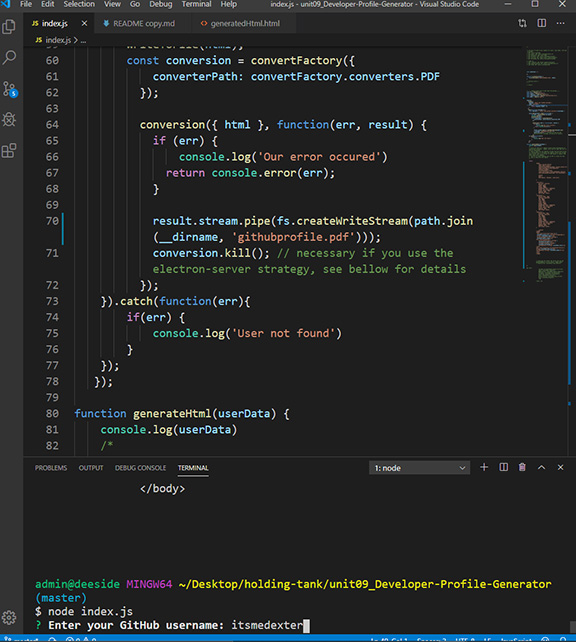 File Edit Selection View Go Debug Terminal Help index.js - unit09_Developer-Profile-Generator - Visual Studio Code
index.js README copy.md generatedHtml.html
index.js > ...
60 const conversion = convertFactory({
61 converterPath: convertFactory.converters.PDF
62 });
63
64 conversion({ html }, function(err, result) {
65 if (err) {
66 console.log('Our error occured')
67 return console.error(err);
68 }
69
70 result.stream.pipe(fs.createWriteStream(path.join
(__dirname, 'githubprofile.pdf')));
71 conversion.kill(); // necessary if you use the
electron-server strategy, see bellow for details
72 });
73 }).catch(function(err){
74 if(err) {
75 console.log('User not found')
76 }
77 });
78 });
79
80 function generateHtml(userData) {
81 console.log(userData)
82 /*
PROBLEMS OUTPUT DEBUG CONSOLE TERMINAL 1: node
</body>
admin@deeside MINGW64 ~/Desktop/holding-tank/unit09_Developer-Profile-Generator
(master)
$ node index.js
? Enter your GitHub username: itsmedexter